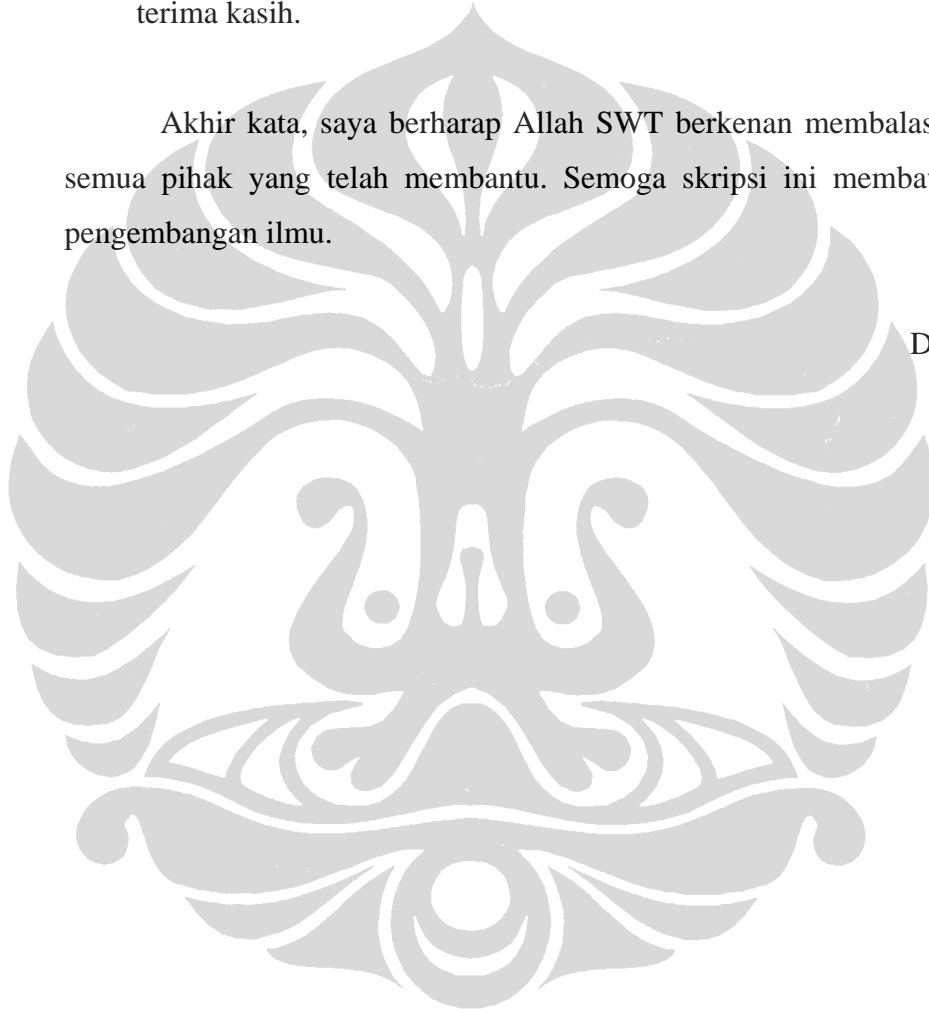 terima kasih.
Akhir kata, saya berharap Allah SWT berkenan membalas
semua pihak yang telah membantu. Semoga skripsi ini memba
pengembangan ilmu.
D